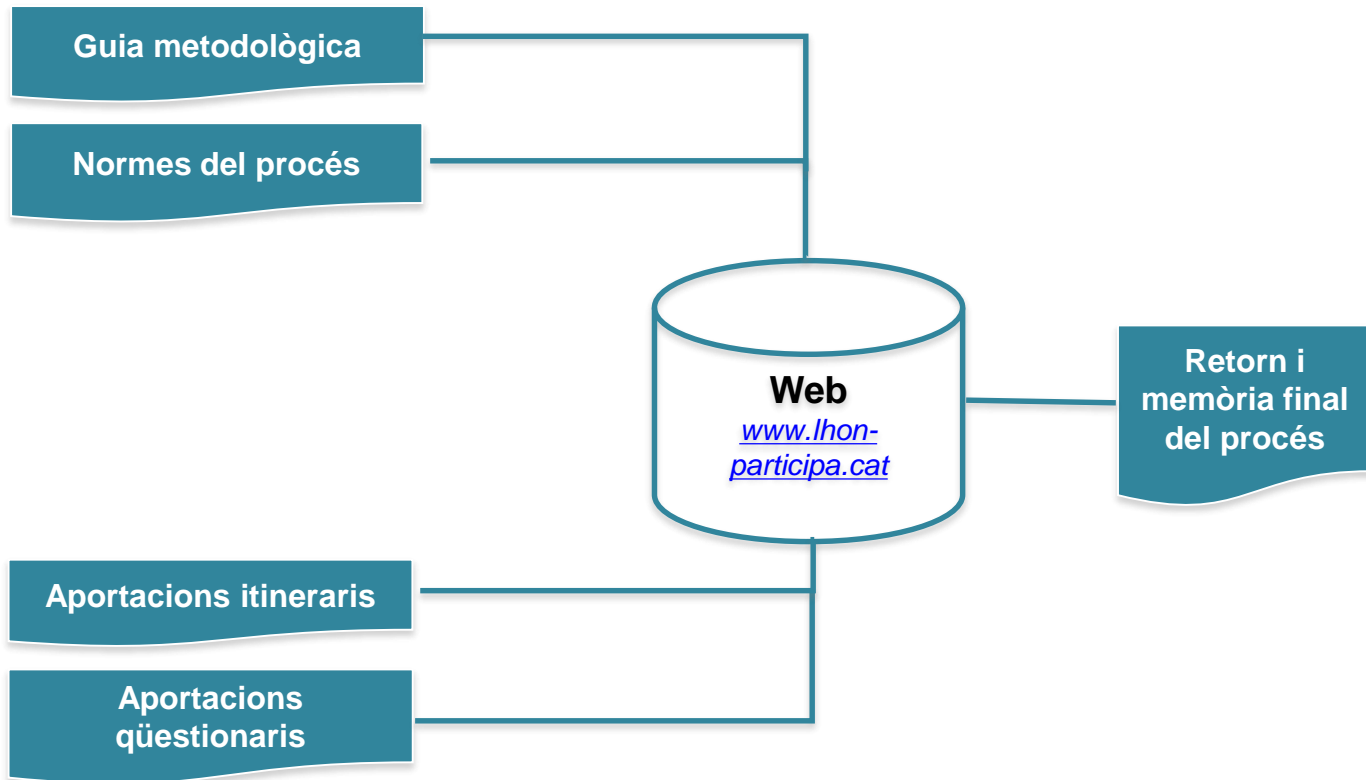 Guia metodològica
Normes del procés
Web
www.lhon-
participa.cat
Retorn i
memòria final
del procés
Aportacions itineraris
Aportacions
qüestionaris